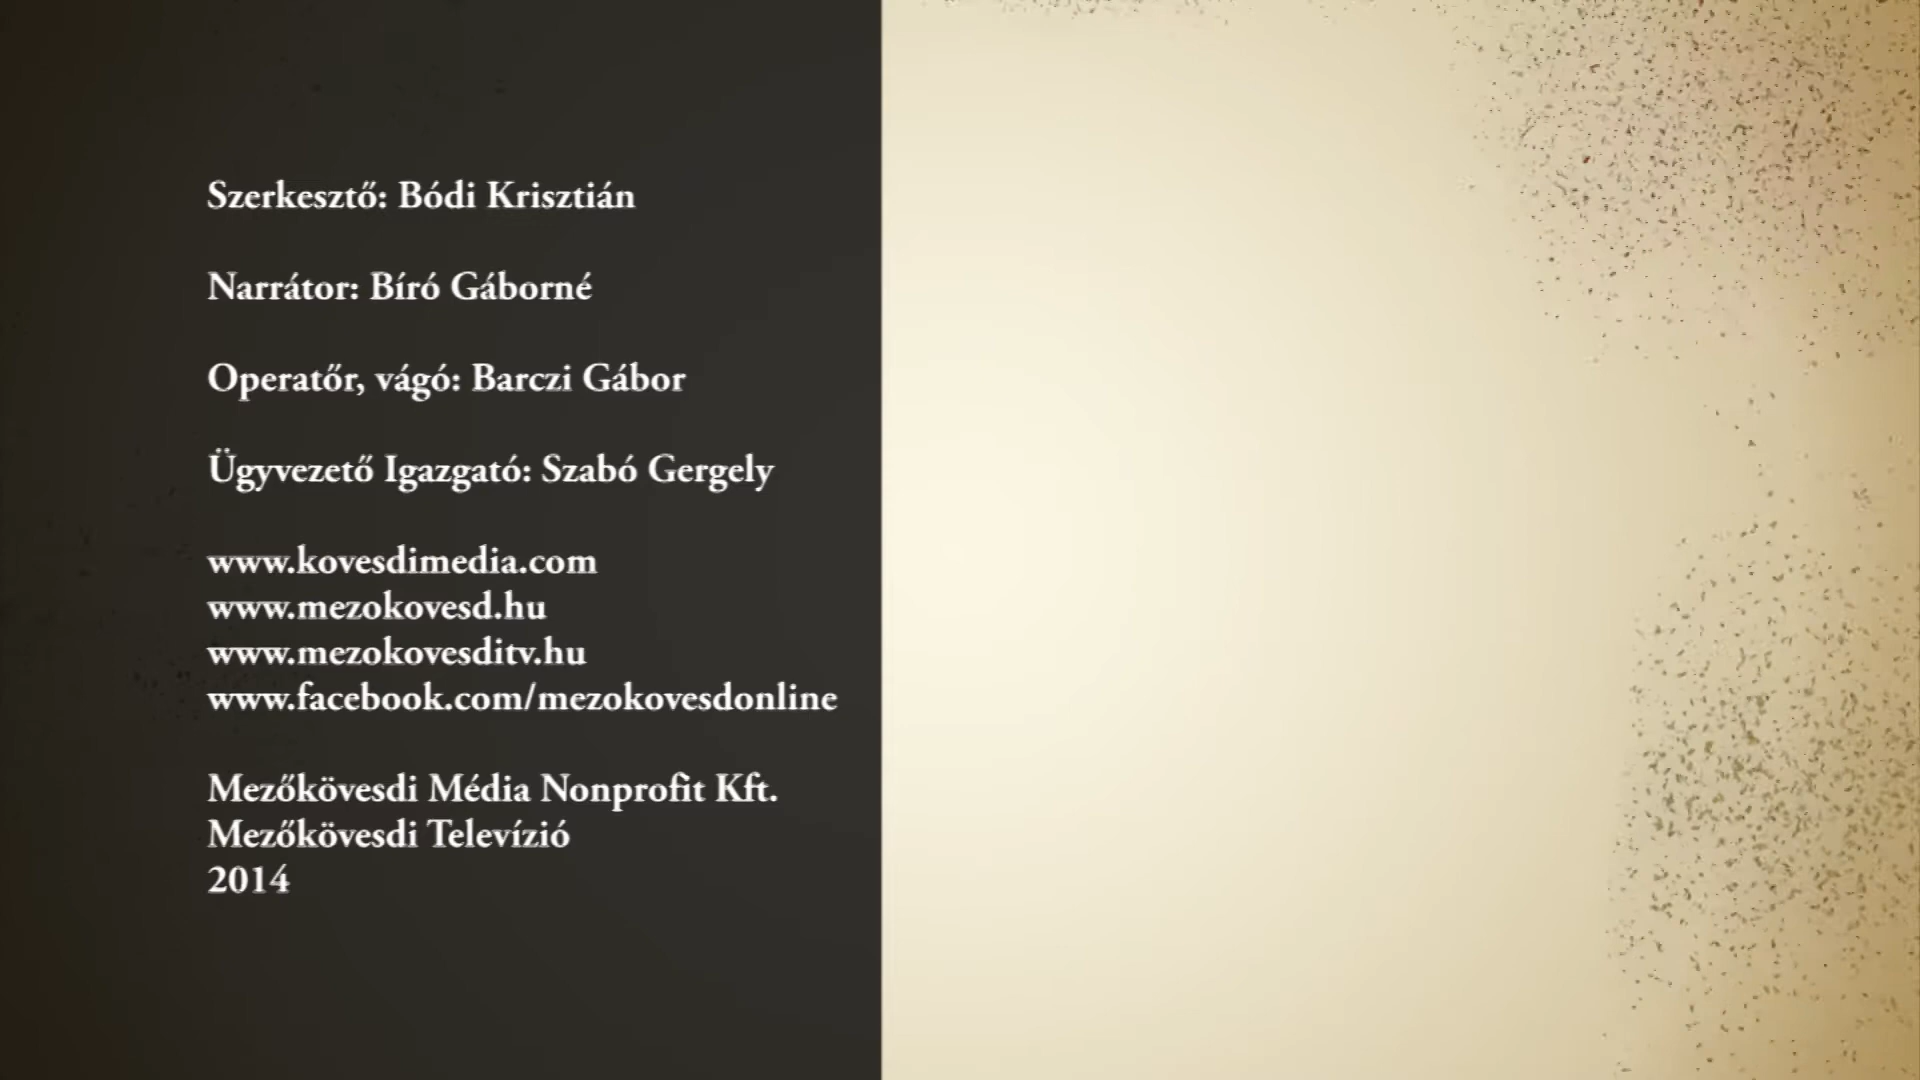 Szerkesztő: Bódi Krisztián
Narrátor: Bíró Gáborné
Operatőr, vágó: Barczi Gábor
Ügyvezető Igazgató: Szabó Gergely
www.kovesdimedia.com
www.mezokovesd.hu
www.mezokovesditv.hu
www.facebook.com/mezokovesdonline
Mezőkövesdi Média Nonprofit Kft.
Mezőkövesdi Televízió
2014